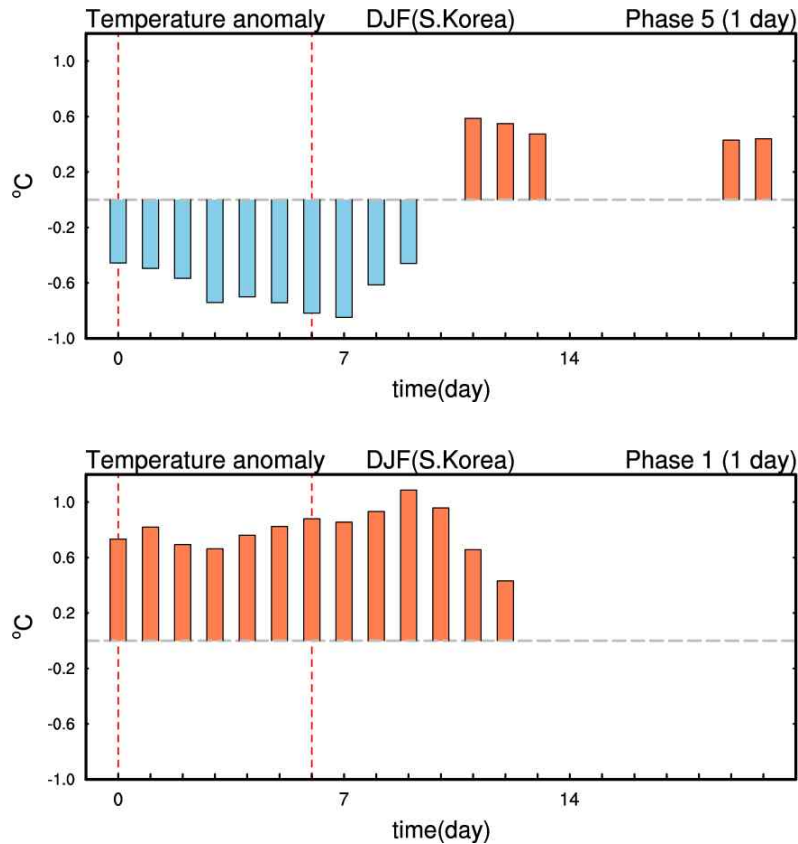 Temperature anomaly DJF(S.Korea) Phase 5 (1 day)
1.0
0.6
0.2
-0.2
-0.6
-1.0
ºC
0 7 14
time(day)
Temperature anomaly DJF(S.Korea) Phase 1 (1 day)
1.0
0.6
0.2
-0.2
-0.6
-1.0
ºC
0 7 14
time(day)